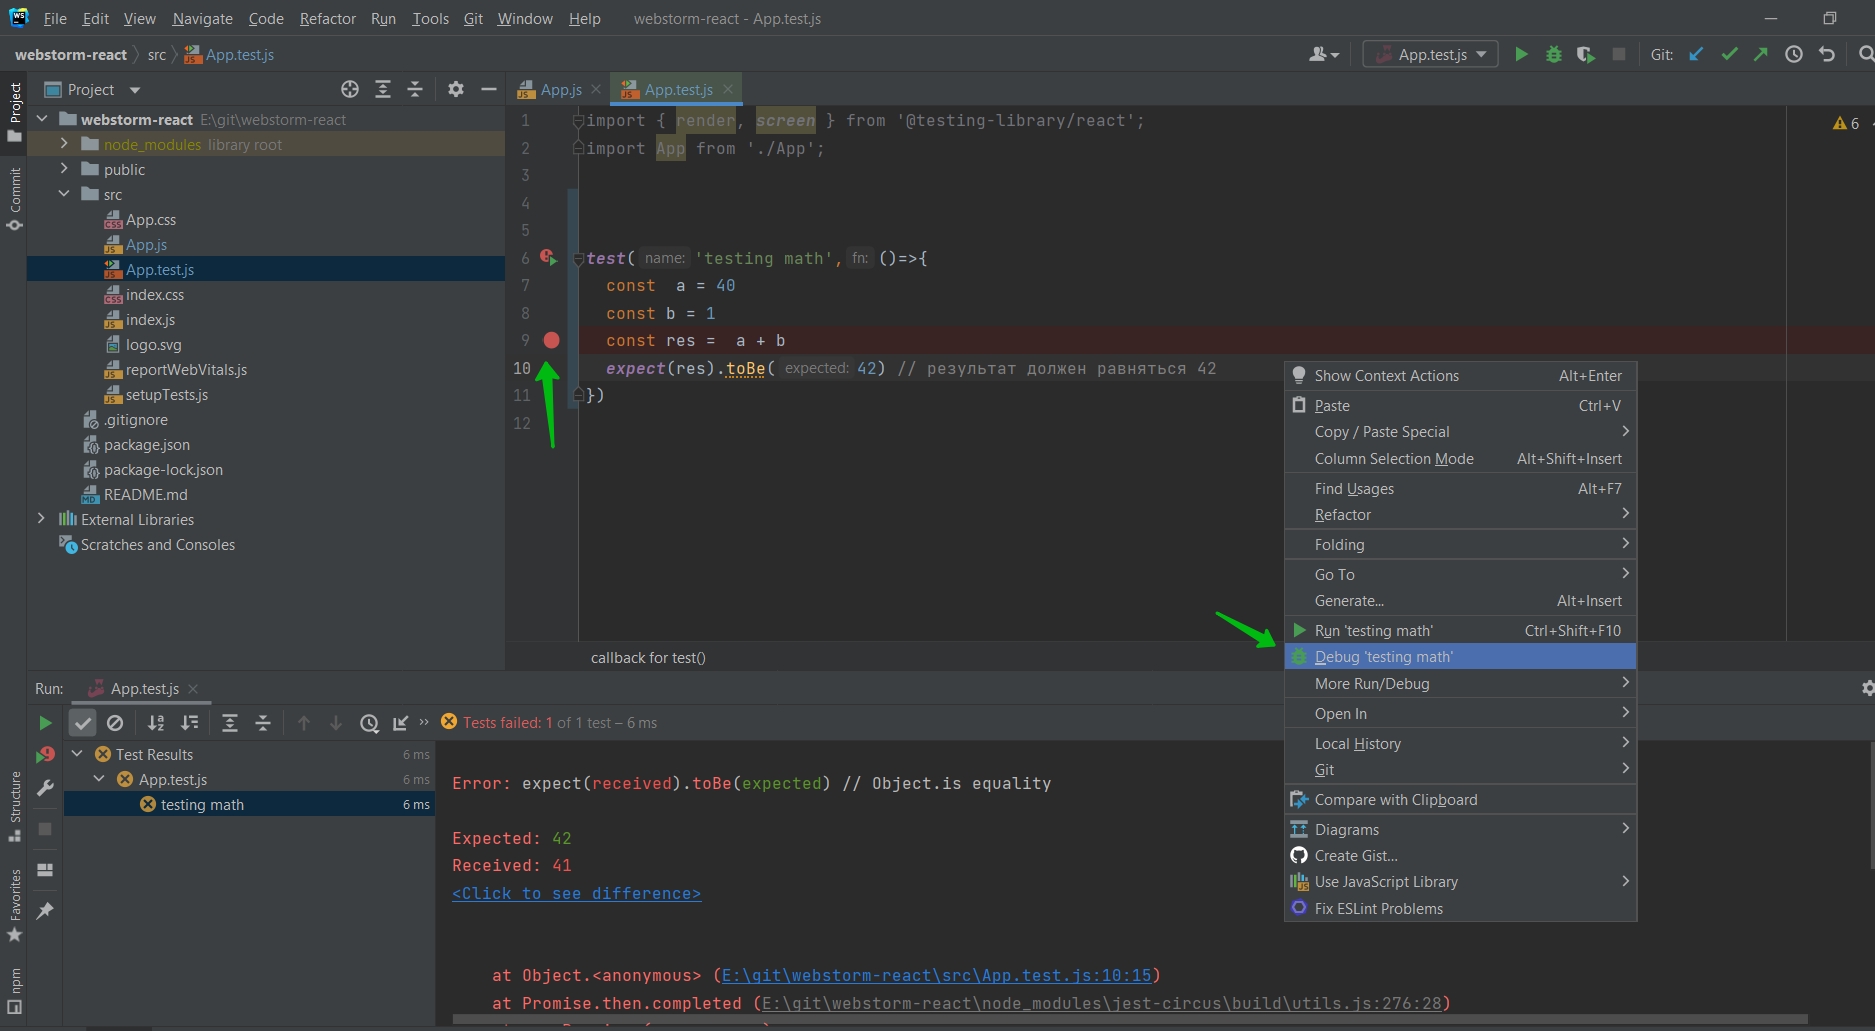 File Edit View Navigate Code Refactor Run Tools Git Window Help webstorm-react - App.test.js
webstorm-react src App.test.js
App.test.js Git:
Project
App.js App.test.js
webstorm-react E:\git\webstorm-react
node_modules library root
public
src
App.css
App.js
App.test.js
index.css
index.js
logo.svg
reportWebVitals.js
setupTests.js
.gitignore
package.json
package-lock.json
README.md
External Libraries
Scratches and Consoles
Project
Commit
Structure
Favorites
npm
1 import { render, screen } from '@testing-library/react';
2 import App from './App';
3
4
5
6 test( name: 'testing math', fn: ()=>{
7 const a = 40
8 const b = 1
9 const res = a + b
10 expect(res).toBe( expected: 42) // результат должен равняться 42
11 })
12
6
callback for test()
Show Context Actions Alt+Enter
Paste Ctrl+V
Copy / Paste Special
Column Selection Mode Alt+Shift+Insert
Find Usages Alt+F7
Refactor
Folding
Go To
Generate... Alt+Insert
Run 'testing math' Ctrl+Shift+F10
Debug 'testing math'
More Run/Debug
Open In
Local History
Git
Compare with Clipboard
Diagrams
Create Gist...
Use JavaScript Library
Fix ESLint Problems
Run: App.test.js
Tests failed: 1 of 1 test – 6 ms
Test Results 6 ms
App.test.js 6 ms
testing math 6 ms
Error: expect(received).toBe(expected) // Object.is equality
Expected: 42
Received: 41
<Click to see difference>
at Object.<anonymous> (E:\git\webstorm-react\src\App.test.js:10:15)
at Promise.then.completed (E:\git\webstorm-react\node_modules\jest-circus\build\utils.js:276:28)